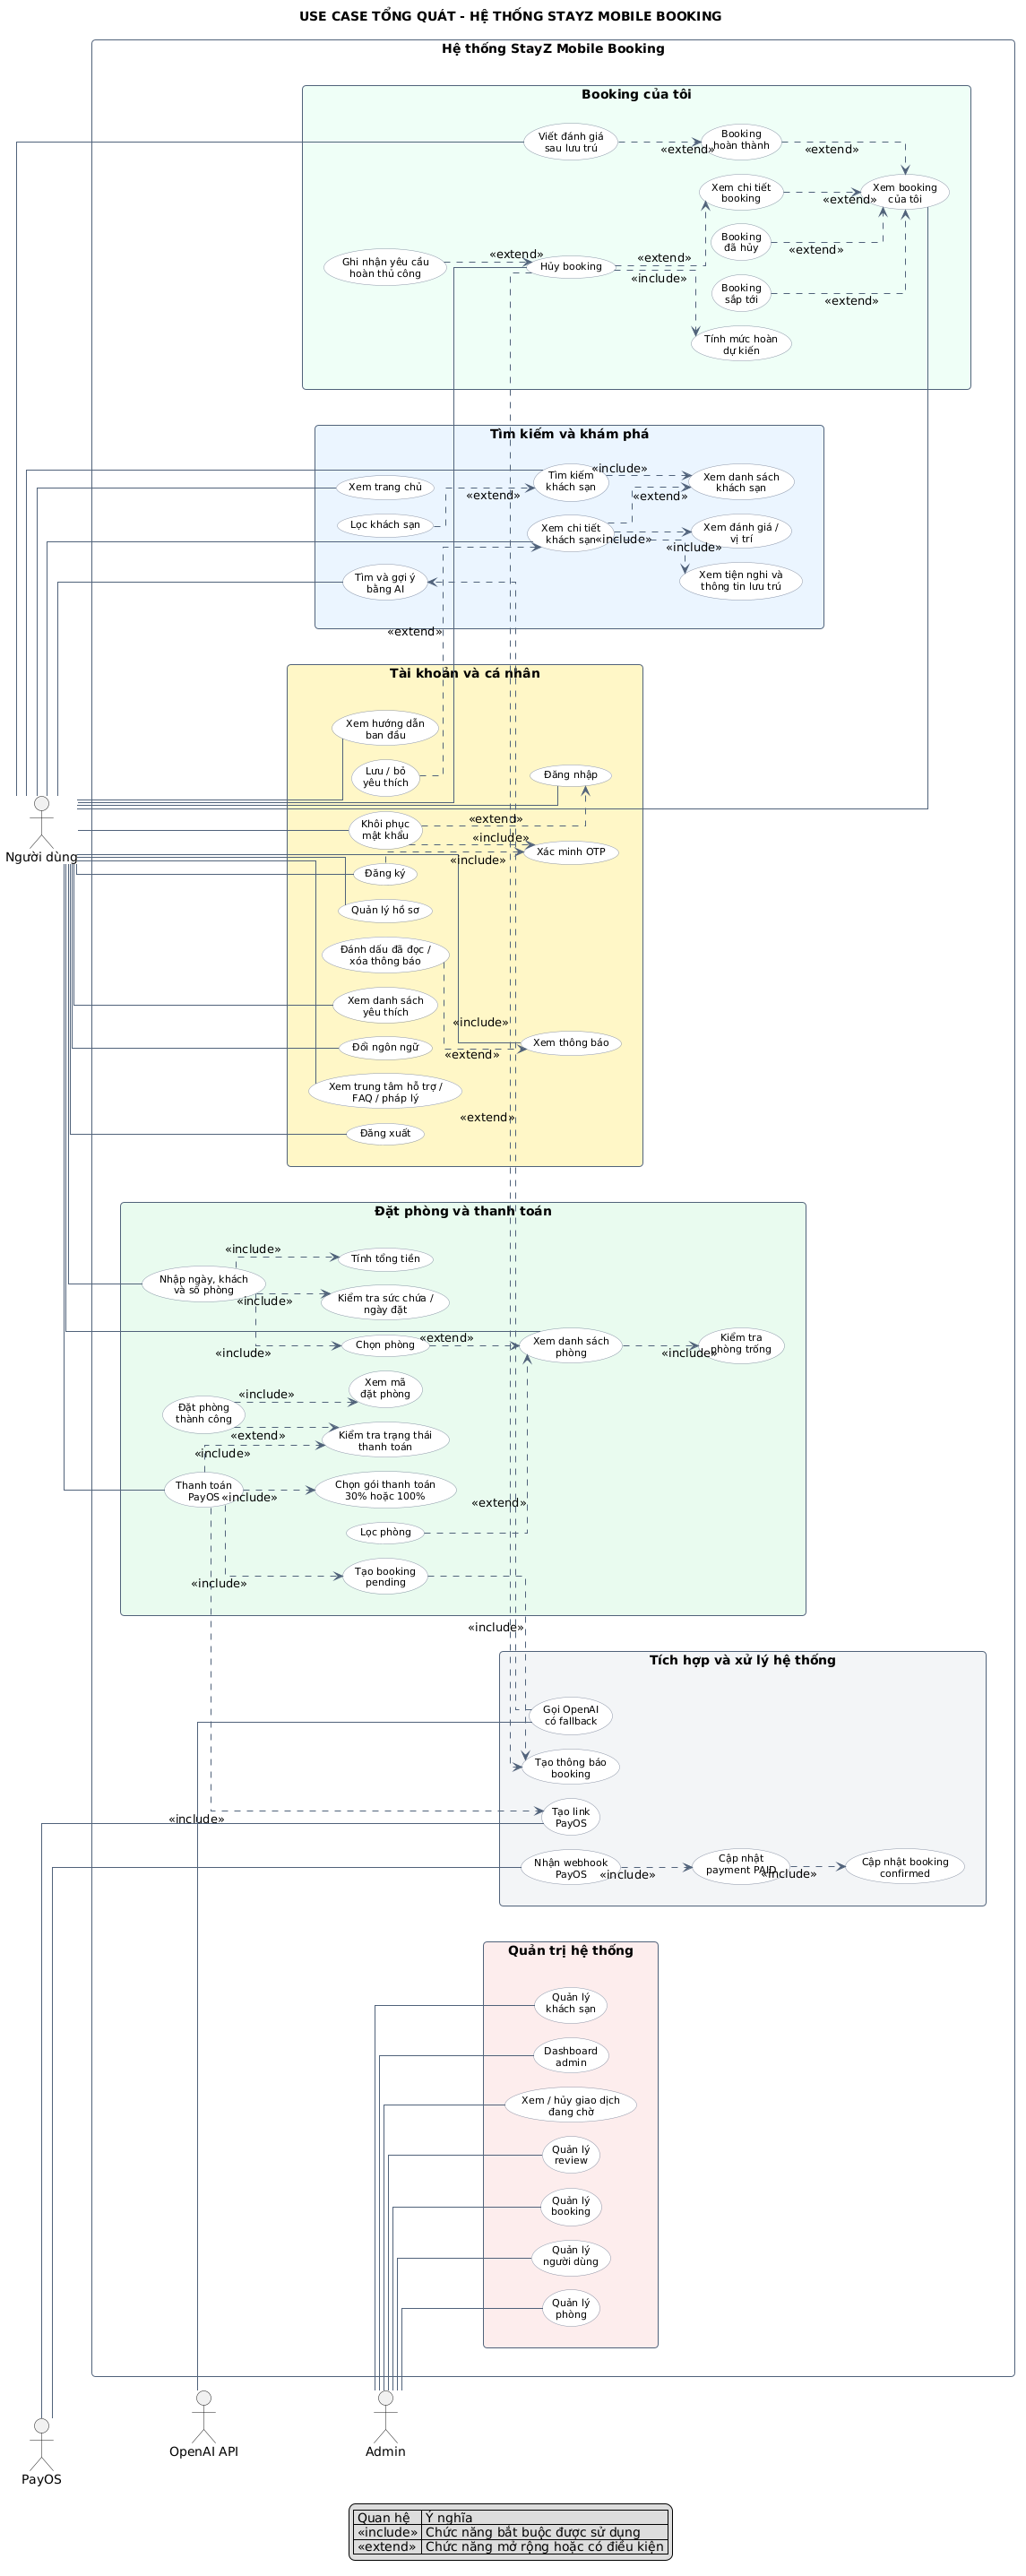 USE CASE TỔNG QUÁT - HỆ THỐNG STAYZ MOBILE BOOKING
Hệ thống StayZ Mobile Booking
Booking của tôi
Viết đánh giá
sau lưu trú
«extend»
Booking
hoàn thành
«extend»
Xem chi tiết
booking
«extend»
Xem booking
của tôi
Booking
đã hủy
«extend»
Ghi nhận yêu cầu
hoàn thủ công
«extend»
Hủy booking
«extend»
«include»
Booking
sắp tới
«extend»
Tính mức hoàn
dự kiến
Tìm kiếm và khám phá
Xem trang chủ
Lọc khách sạn
«extend»
Tìm kiếm
khách sạn
«include»
Xem danh sách
khách sạn
«extend»
Xem chi tiết
khách sạn
«include»
Xem đánh giá /
vị trí
«include»
Xem tiện nghi và
thông tin lưu trú
Tìm và gợi ý
bằng AI
«extend»
Tài khoản và cá nhân
Xem hướng dẫn
ban đầu
Lưu / bỏ
yêu thích
Đăng nhập
Người dùng
Khôi phục
mật khẩu
«extend»
«include»
«include»
Xác minh OTP
Đăng ký
Quản lý hồ sơ
Đánh dấu đã đọc /
xóa thông báo
Xem danh sách
yêu thích
«include»
Đổi ngôn ngữ
«extend»
Xem thông báo
Xem trung tâm hỗ trợ /
FAQ / pháp lý
«extend»
Đăng xuất
Đặt phòng và thanh toán
Nhập ngày, khách
và số phòng
«include»
Tính tổng tiền
«include»
Kiểm tra sức chứa /
ngày đặt
«include»
Chọn phòng
«extend»
Xem danh sách
phòng
«include»
Kiểm tra
phòng trống
Đặt phòng
thành công
«include»
Xem mã
đặt phòng
«extend»
Kiểm tra trạng thái
thanh toán
«include»
Thanh toán
PayOS
«include»
Chọn gói thanh toán
30% hoặc 100%
«extend»
Lọc phòng
«include»
Tạo booking
pending
«include»
Tích hợp và xử lý hệ thống
Gọi OpenAI
có fallback
Tạo thông báo
booking
«include»
Tạo link
PayOS
Nhận webhook
PayOS
«include»
Cập nhật
payment PAID
«include»
Cập nhật booking
confirmed
Quản trị hệ thống
Quản lý
khách sạn
Dashboard
admin
Xem / hủy giao dịch
đang chờ
Quản lý
review
Quản lý
booking
Quản lý
người dùng
Quản lý
phòng
PayOS
OpenAI API
Admin
Quan hệ Ý nghĩa
«include» Chức năng bắt buộc được sử dụng
«extend» Chức năng mở rộng hoặc có điều kiện